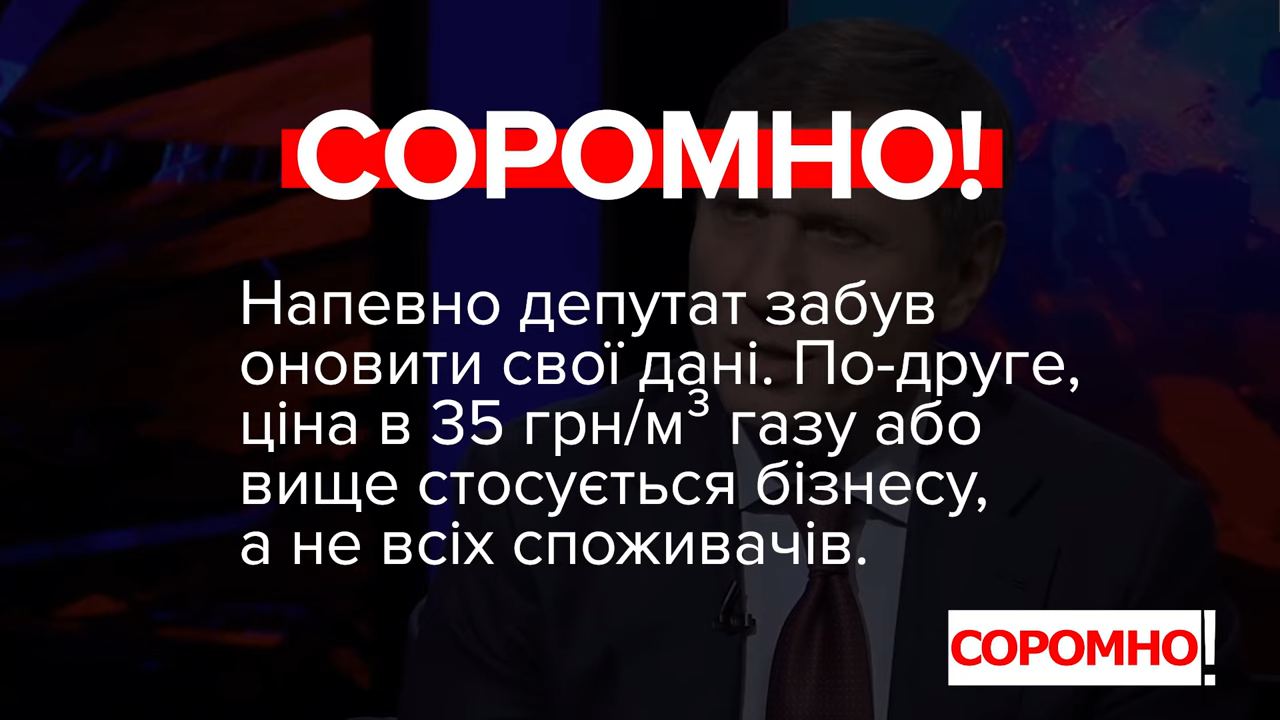 СОРОМНО!
Напевно депутат забув
оновити свої дані. По-друге,
ціна в 35 грн/м³ газу або
вище стосується бізнесу,
а не всіх споживачів.
СОРОМНО!